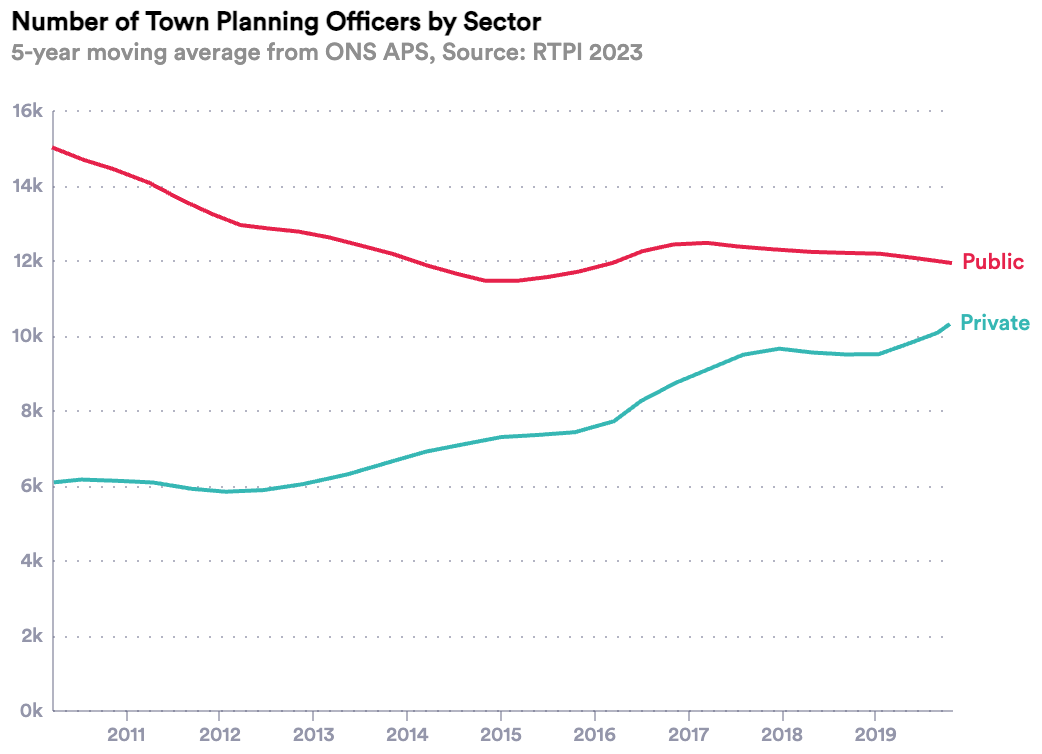 Number of Town Planning Officers by Sector
5-year moving average from ONS APS, Source: RTPI 2023
16k
14k
12k
Public
Private
10k
8k
6k
4k
2k
0k
2011 2012 2013 2014 2015 2016 2017 2018 2019